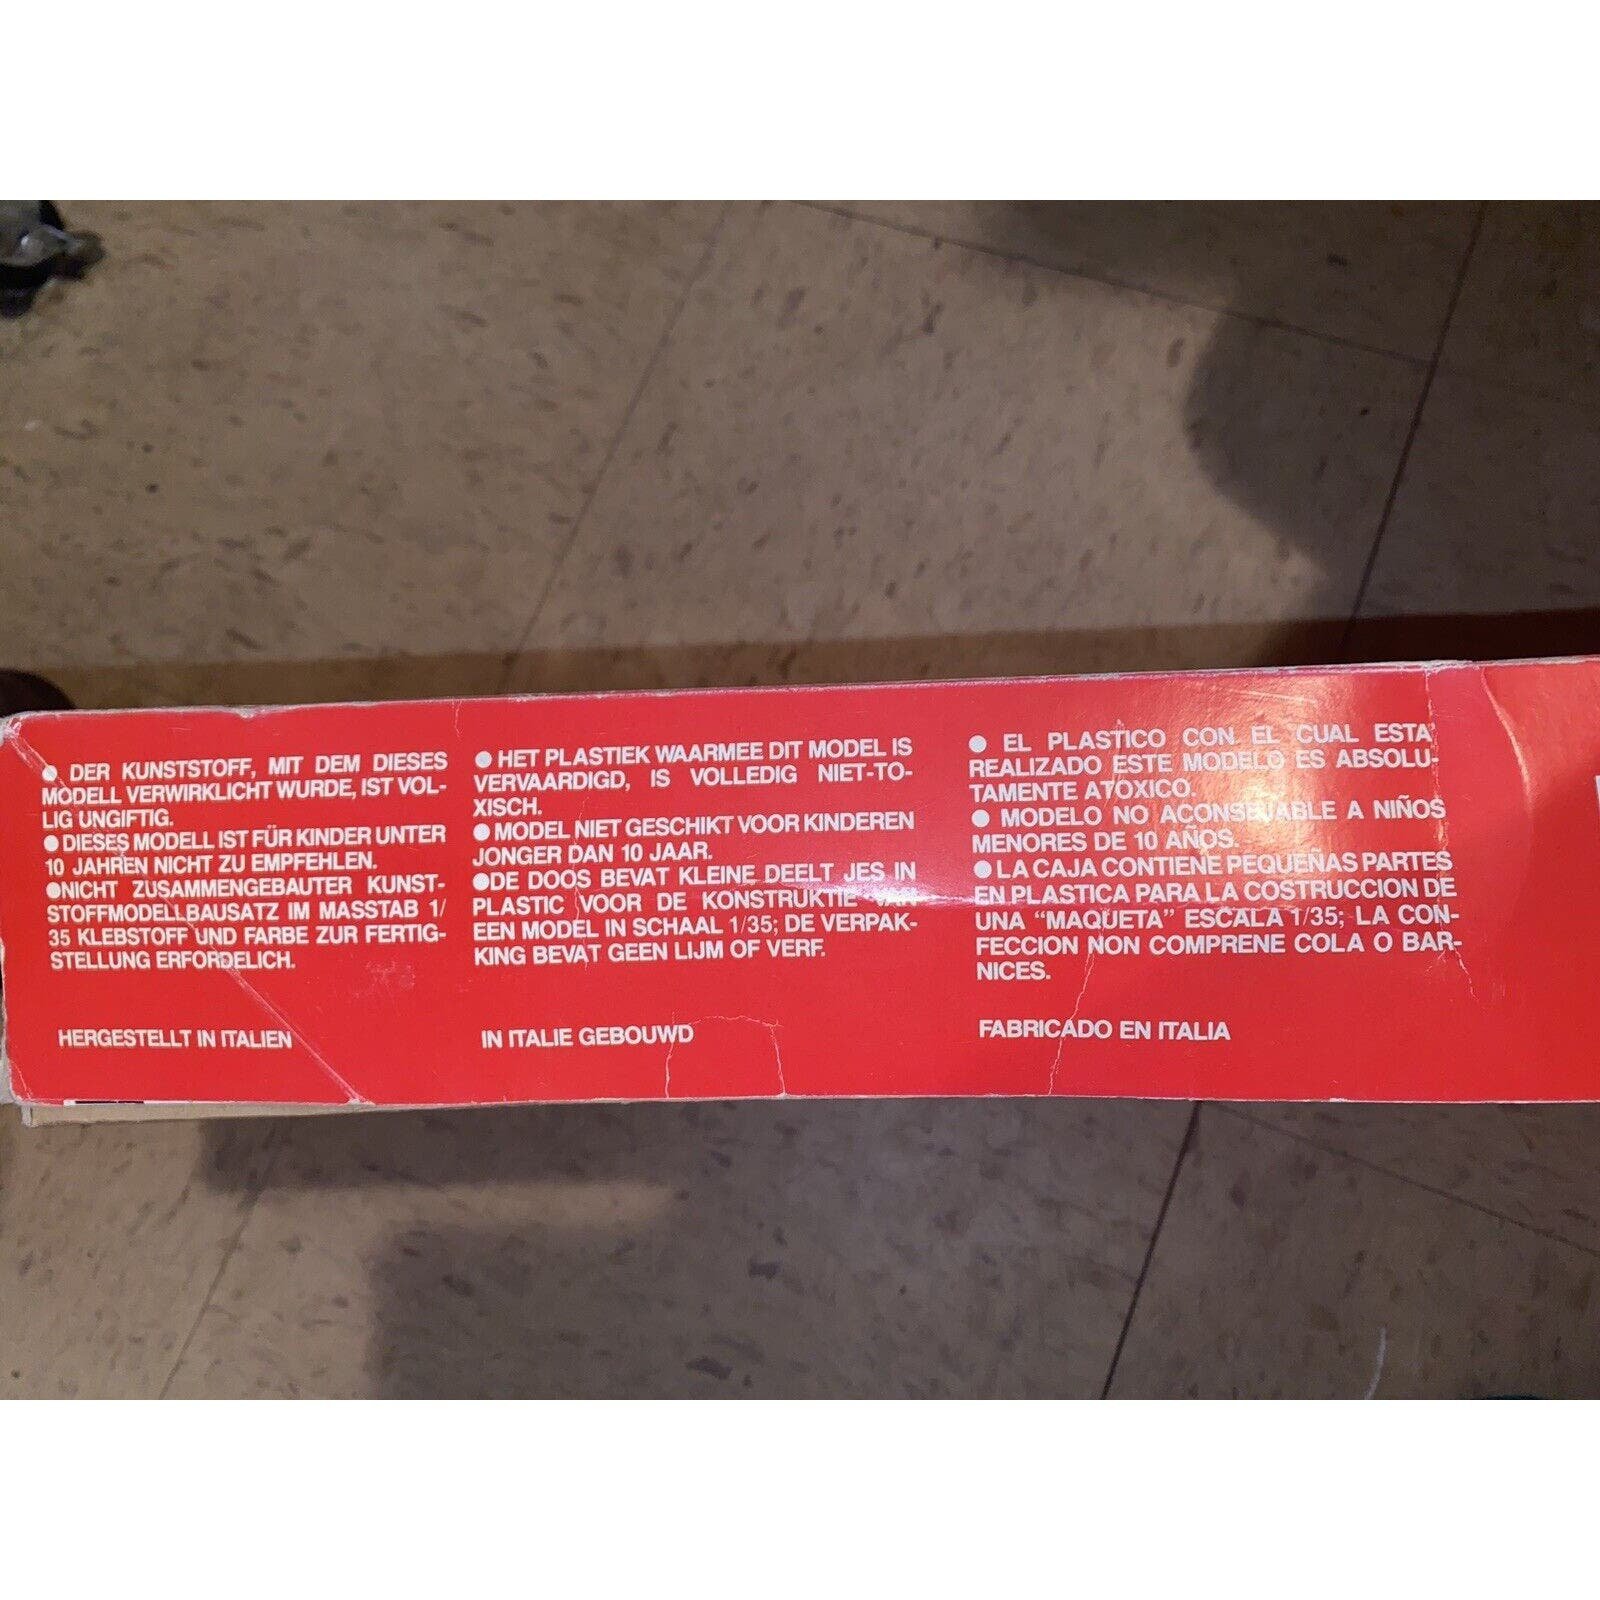 ● DER KUNSTSTOFF, MIT DEM DIESES
MODELL VERWIRKLICHT WURDE, IST VOL-
LIG UNGIFTIG.
● DIESES MODELL IST FÜR KINDER UNTER
10 JAHREN NICHT ZU EMPFEHLEN.
●NICHT ZUSAMMENGEBAUTER KUNST-
STOFFMODELLBAUSATZ IM MASSTAB 1/
35 KLEBSTOFF UND FARBE ZUR FERTIG-
STELLUNG ERFORDELICH.
HERGESTELLT IN ITALIEN
● HET PLASTIEK WAARMEE DIT MODEL IS
VERVAARDIGD, IS VOLLEDIG NIET-TO-
XISCH.
● MODEL NIET GESCHIKT VOOR KINDEREN
JONGER DAN 10 JAAR.
●DE DOOS BEVAT KLEINE DEELT JES IN
PLASTIC VOOR DE KONSTRUKTIE VAN
EEN MODEL IN SCHAAL 1/35; DE VERPAK-
KING BEVAT GEEN LIJM OF VERF.
IN ITALIE GEBOUWD
● EL PLASTICO CON EL CUAL ESTA'
REALIZADO ESTE MODELO ES ABSOLU-
TAMENTE ATOXICO.
● MODELO NO ACONSEJABLE A NIÑOS
MENORES DE 10 AÑOS.
● LA CAJA CONTIENE PEQUEÑAS PARTES
EN PLASTICA PARA LA COSTRUCCION DE
UNA "MAQUETA" ESCALA 1/35; LA CON-
FECCION NON COMPRENE COLA O BAR-
NICES.
FABRICADO EN ITALIA